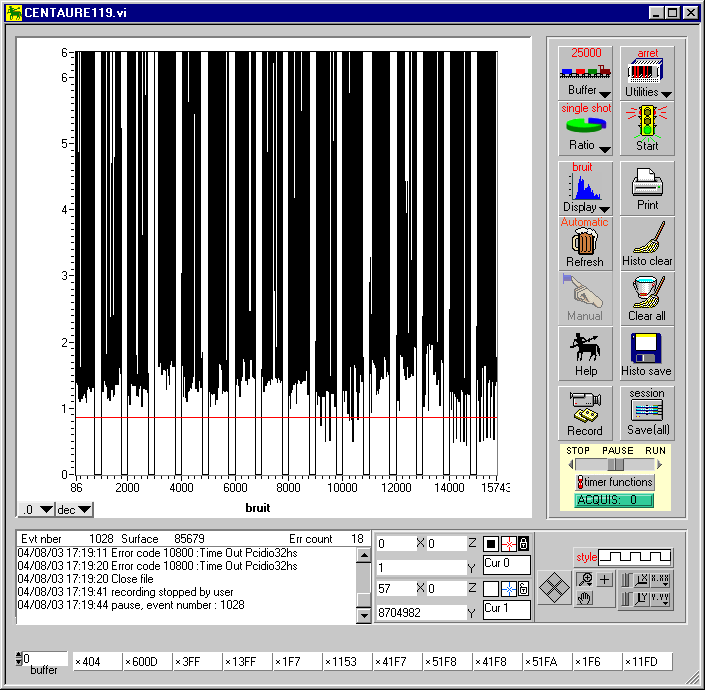 CENTAURE119.vi
6
6
5
4
3
2
1
0
86 2000 4000 6000 8000 10000 12000 14000 15743
.0 dec bruit
25000 arret
Buffer Utilities
single shot
Ratio Start
bruit
Display Print
Automatic
Refresh Histo clear
Manual Clear all
Help Histo save
session
Record Save(all)
STOP PAUSE RUN
timer functions
ACQUIS: 0
Evt nber 1028 Surface 85679 Err count 18
04/08/03 17:19:11 Error code 10800 :Time Out Pcidio32hs
04/08/03 17:19:20 Error code 10800 :Time Out Pcidio32hs
04/08/03 17:19:20 Close file
04/08/03 17:19:41 recording stopped by user
04/08/03 17:19:44 pause, event number : 1028
0 X 0 Z
1 Y Cur 0
57 X 0 Z
8704982 Y Cur 1
style
X X.XX
Y Y.YY
0
buffer
×404 ×600D ×3FF ×13FF ×1F7 ×1153 ×41F7 ×51F8 ×41F8 ×51FA ×1F6 ×11FD